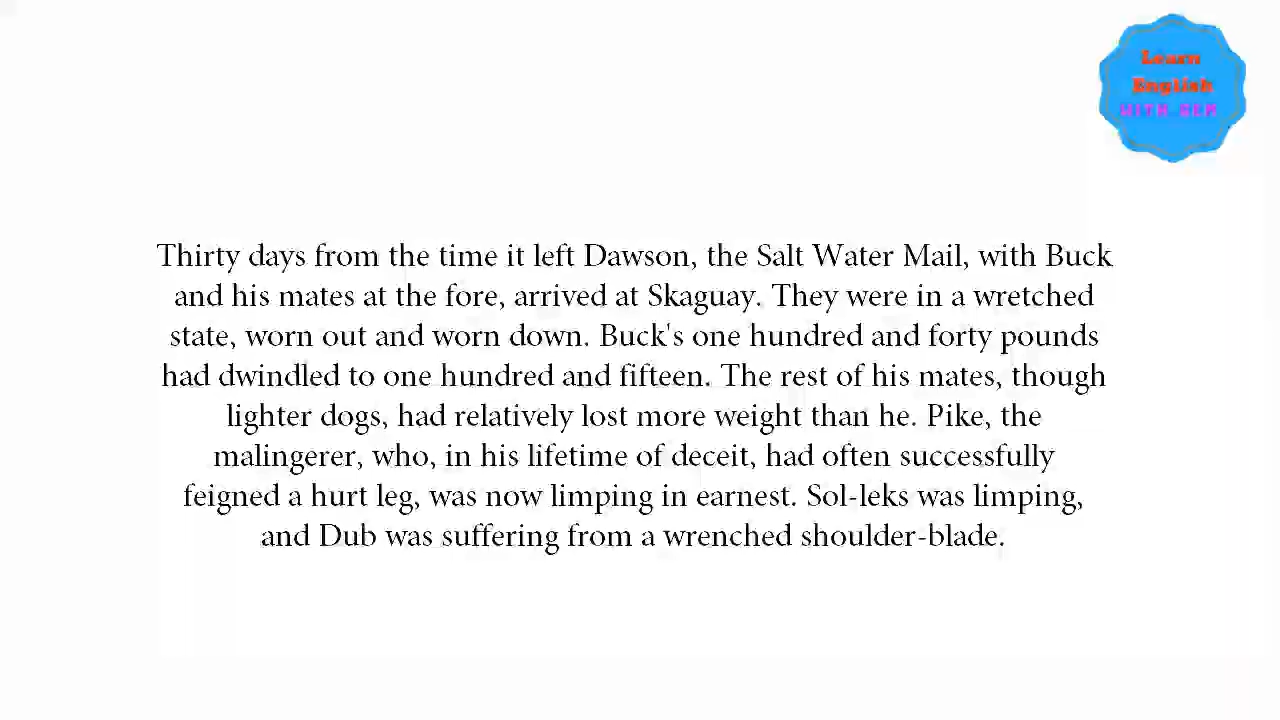 Learn
English
WITH GEM
Thirty days from the time it left Dawson, the Salt Water Mail, with Buck
and his mates at the fore, arrived at Skaguay. They were in a wretched
state, worn out and worn down. Buck's one hundred and forty pounds
had dwindled to one hundred and fifteen. The rest of his mates, though
lighter dogs, had relatively lost more weight than he. Pike, the
malingerer, who, in his lifetime of deceit, had often successfully
feigned a hurt leg, was now limping in earnest. Sol-leks was limping,
and Dub was suffering from a wrenched shoulder-blade.